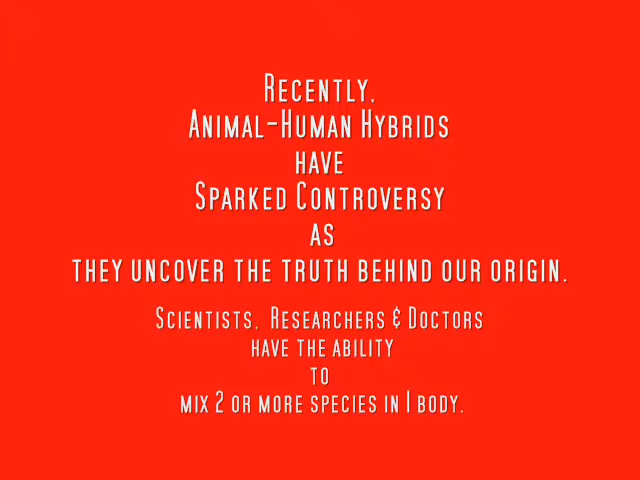 Recently,
Animal-Human Hybrids
have
Sparked Controversy
as
they uncover the truth behind our origin.
Scientists, Researchers & Doctors
have the ability
to
mix 2 or more species in 1 body.